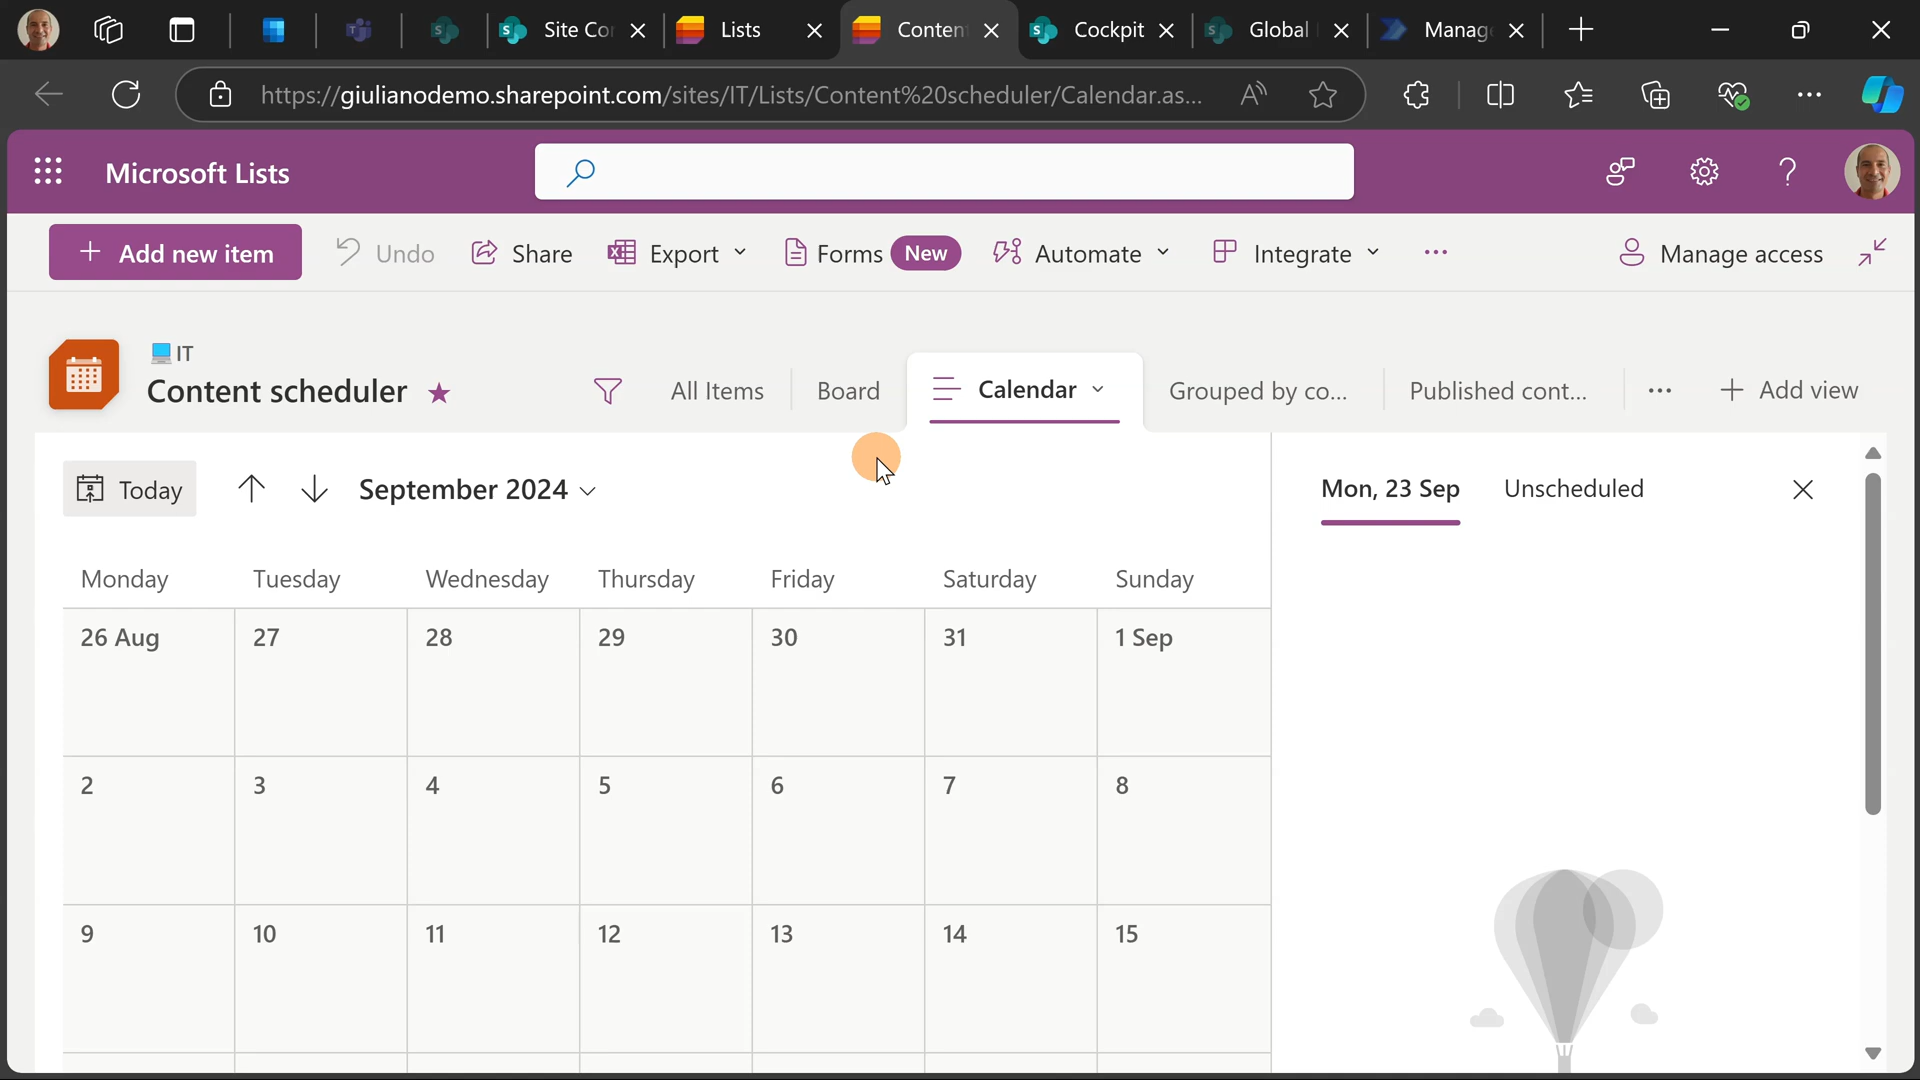 Site Co
Lists
Conten
Cockpit
Global
Manag
https://giulianodemo.sharepoint.com/sites/IT/Lists/Content%20scheduler/Calendar.as...
Microsoft Lists
Add new item
Undo
Share
Export
Forms New
Automate
Integrate
Manage access
IT
Content scheduler
All Items
Board
Calendar
Grouped by co...
Published cont...
Add view
Today
September 2024
Mon, 23 Sep
Unscheduled
Monday Tuesday Wednesday Thursday Friday Saturday Sunday
26 Aug 27 28 29 30 31 1 Sep
2 3 4 5 6 7 8
9 10 11 12 13 14 15